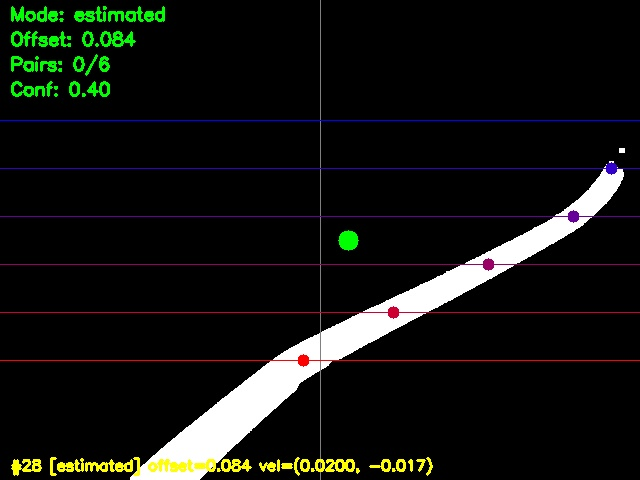 Mode: estimated
Offset: 0.084
Pairs: 0/6
Conf: 0.40
#28 [estimated] offset=0.084 vel=(0.0200, -0.017)